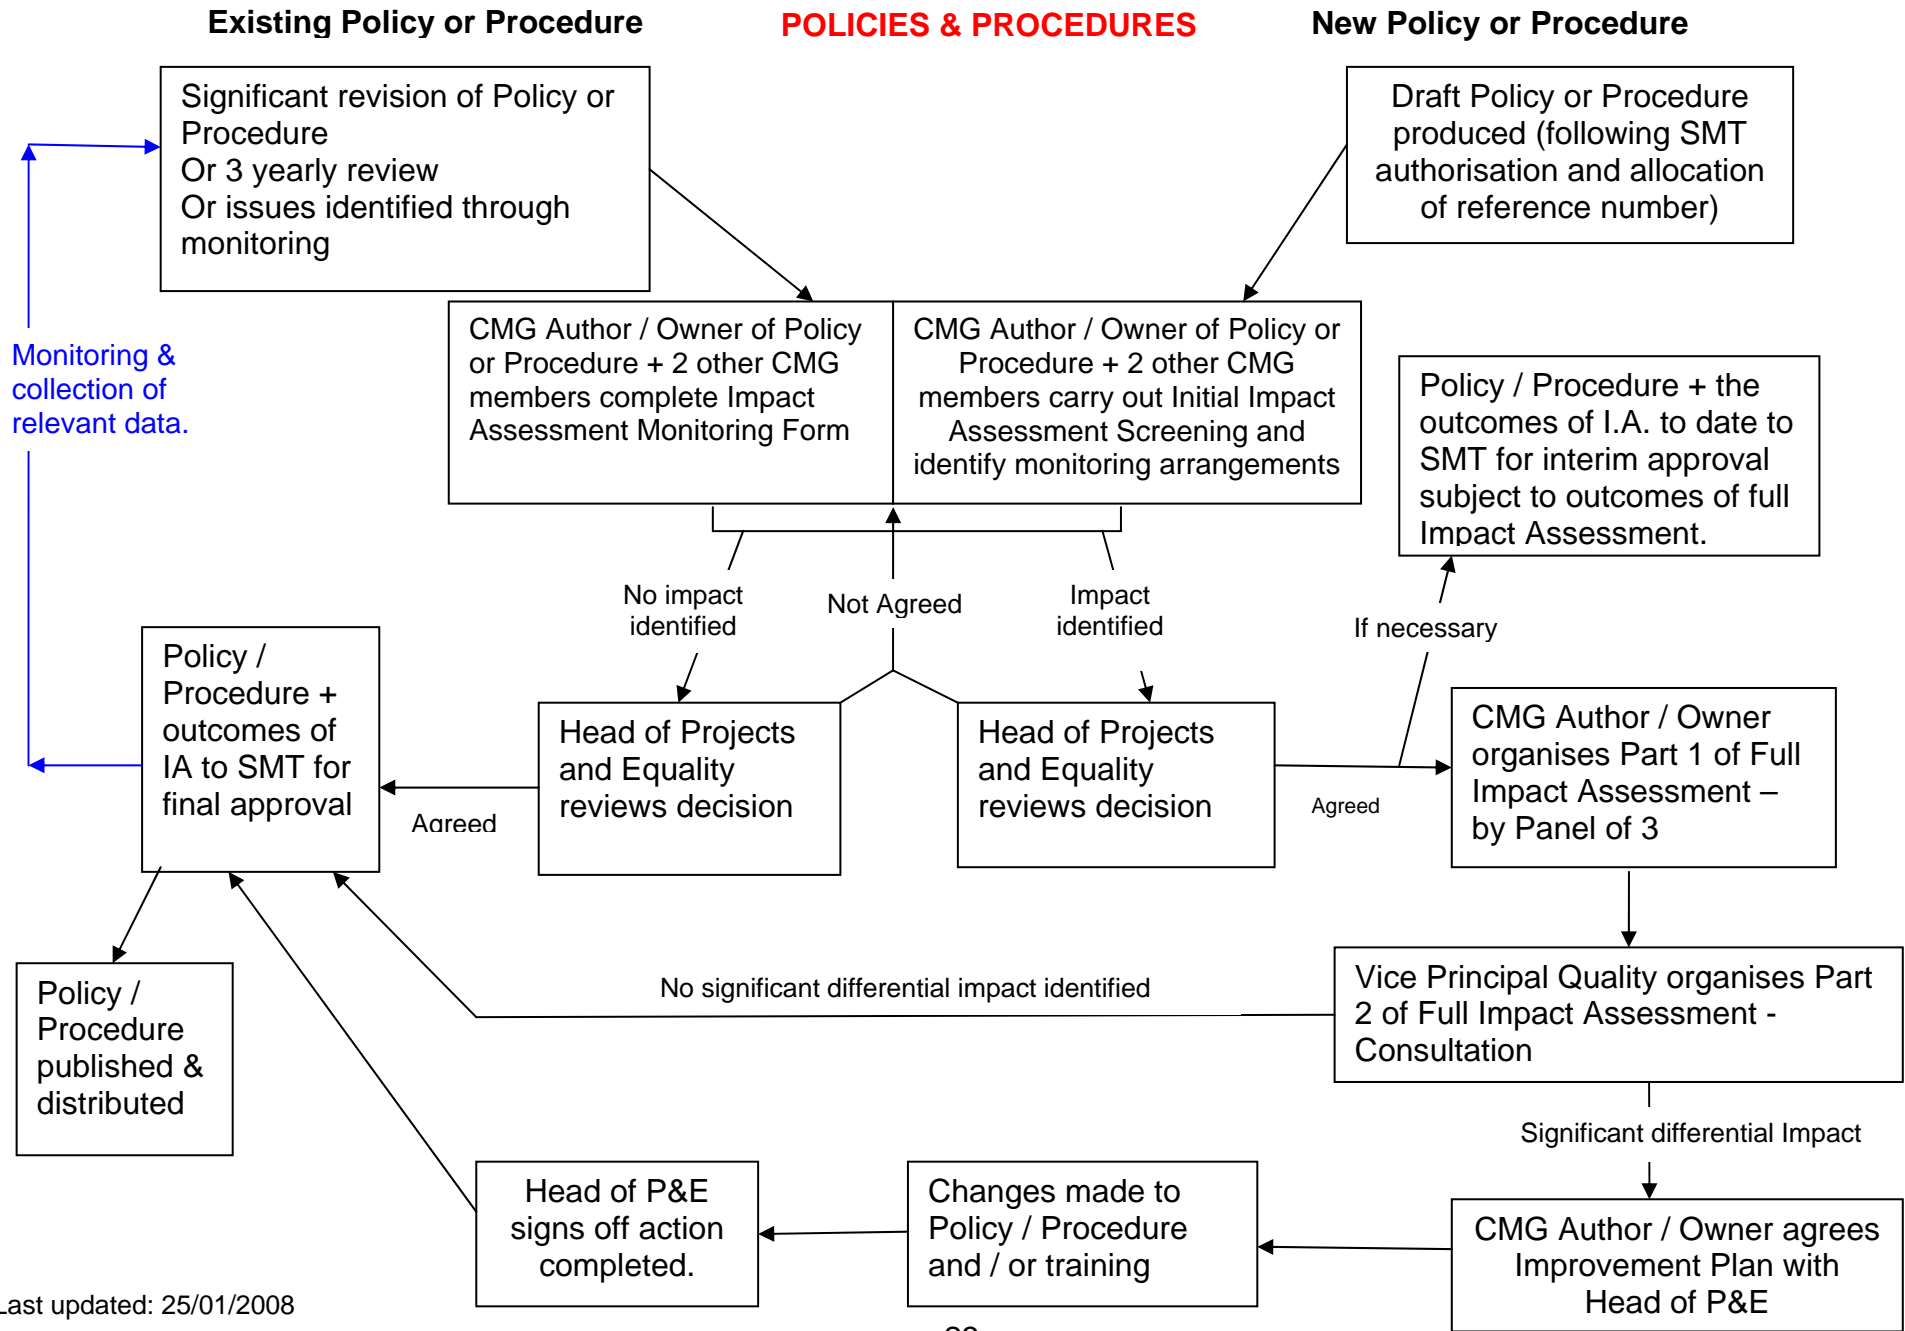 Existing Policy or Procedure
POLICIES & PROCEDURES
New Policy or Procedure
Significant revision of Policy or
Procedure
Or 3 yearly review
Or issues identified through
monitoring
Draft Policy or Procedure
produced (following SMT
authorisation and allocation
of reference number)
Monitoring &
collection of
relevant data.
CMG Author / Owner of Policy
or Procedure + 2 other CMG
members complete Impact
Assessment Monitoring Form
CMG Author / Owner of Policy or
Procedure + 2 other CMG
members carry out Initial Impact
Assessment Screening and
identify monitoring arrangements
Policy / Procedure + the
outcomes of I.A. to date to
SMT for interim approval
subject to outcomes of full
Impact Assessment.
No impact
identified
Not Agreed
Impact
identified
If necessary
Policy /
Procedure +
outcomes of
IA to SMT for
final approval
Agreed
Head of Projects
and Equality
reviews decision
Head of Projects
and Equality
reviews decision
Agreed
CMG Author / Owner
organises Part 1 of Full
Impact Assessment –
by Panel of 3
Policy /
Procedure
published &
distributed
No significant differential impact identified
Vice Principal Quality organises Part
2 of Full Impact Assessment -
Consultation
Significant differential Impact
Head of P&E
signs off action
completed.
Changes made to
Policy / Procedure
and / or training
CMG Author / Owner agrees
Improvement Plan with
Head of P&E
Last updated: 25/01/2008